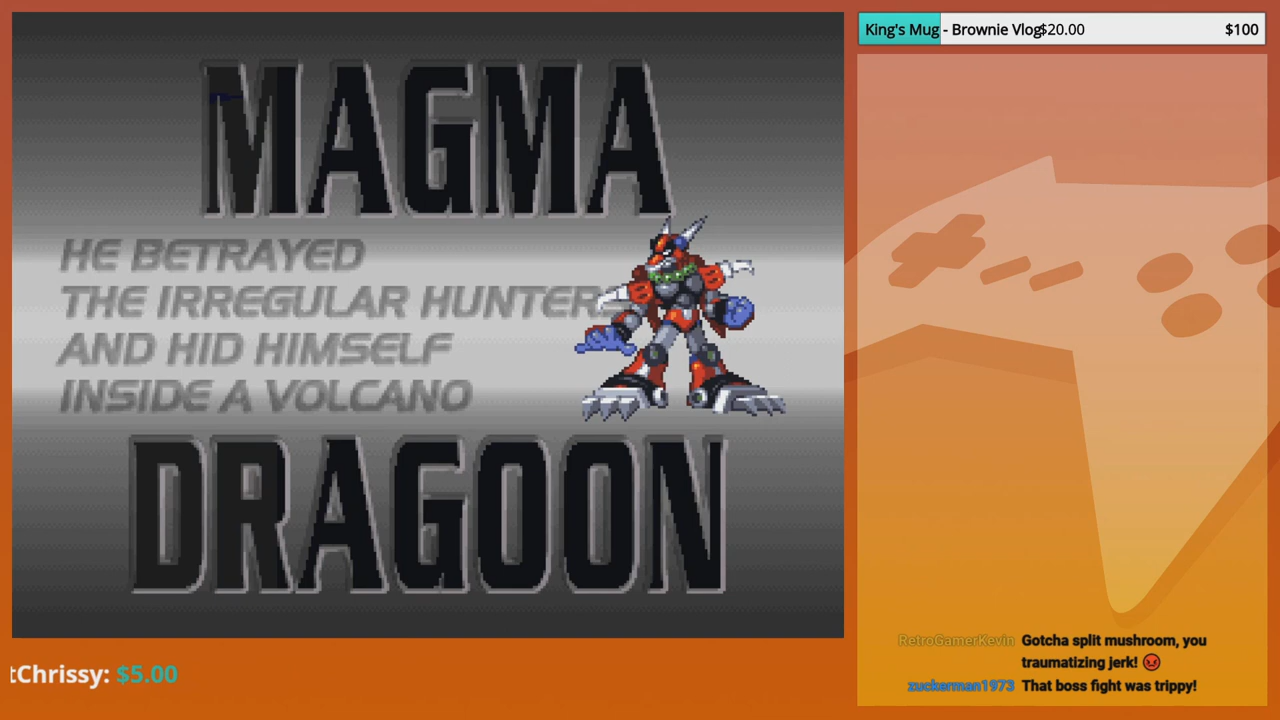 MAGMA
HE BETRAYED
THE IRREGULAR HUNTERS
AND HID HIMSELF
INSIDE A VOLCANO
DRAGOON
King's Mug - Brownie Vlog $20.00 $100
RetroGamerKevin Gotcha split mushroom, you
traumatizing jerk! 😡
zuckerman1973 That boss fight was trippy!
tChrissy: $5.00